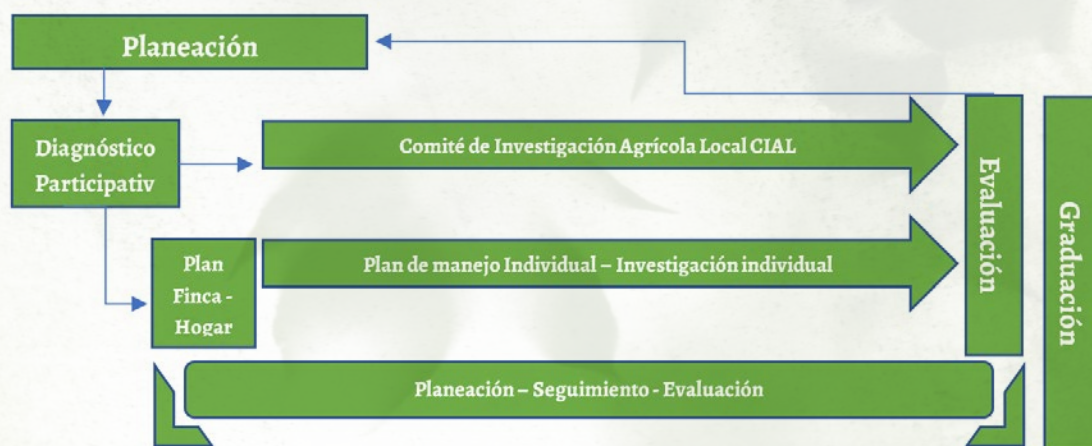 Planeación
Diagnóstico
Participativ
Comité de Investigación Agrícola Local CIAL
Plan
Finca -
Hogar
Plan de manejo Individual – Investigación individual
Planeación – Seguimiento - Evaluación
Evaluación
Graduación